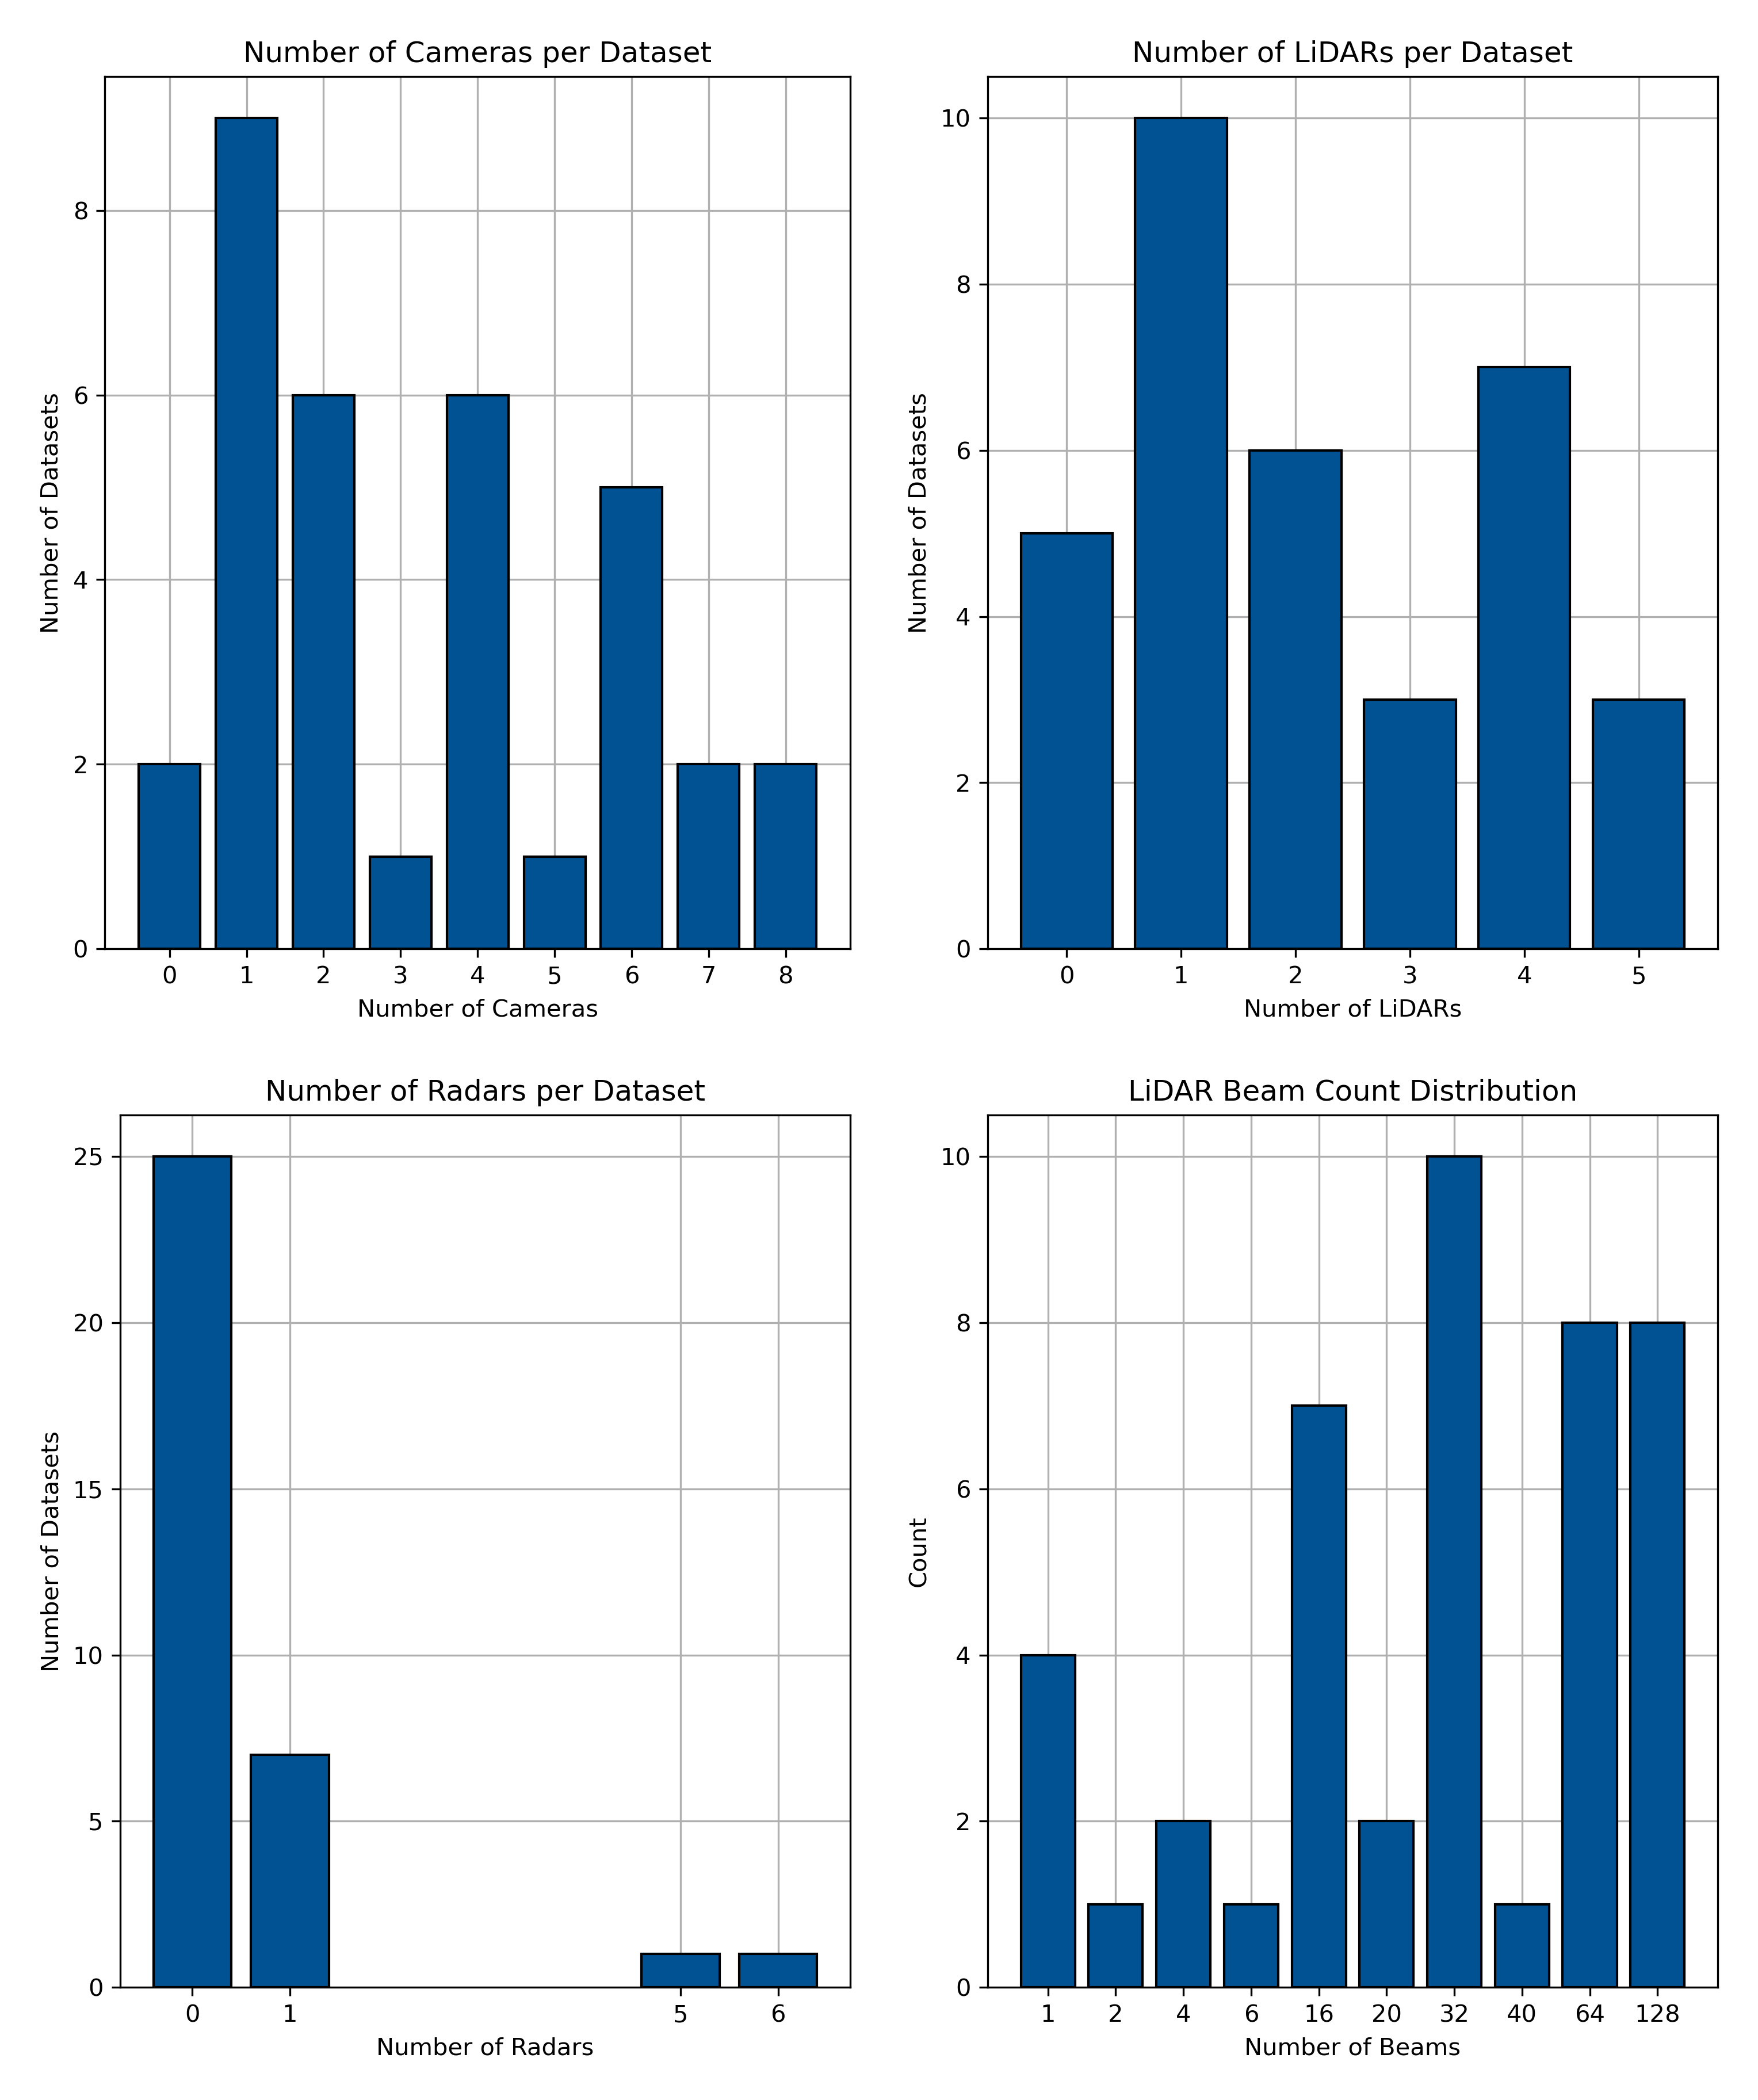 Number of Cameras per Dataset
Number of Datasets
8
6
4
2
0
0 1 2 3 4 5 6 7 8
Number of Cameras
Number of LiDARs per Dataset
Number of Datasets
10
8
6
4
2
0
0 1 2 3 4 5
Number of LiDARs
Number of Radars per Dataset
Number of Datasets
25
20
15
10
5
0
0 1 5 6
Number of Radars
LiDAR Beam Count Distribution
Count
10
8
6
4
2
0
1 2 4 6 16 20 32 40 64 128
Number of Beams